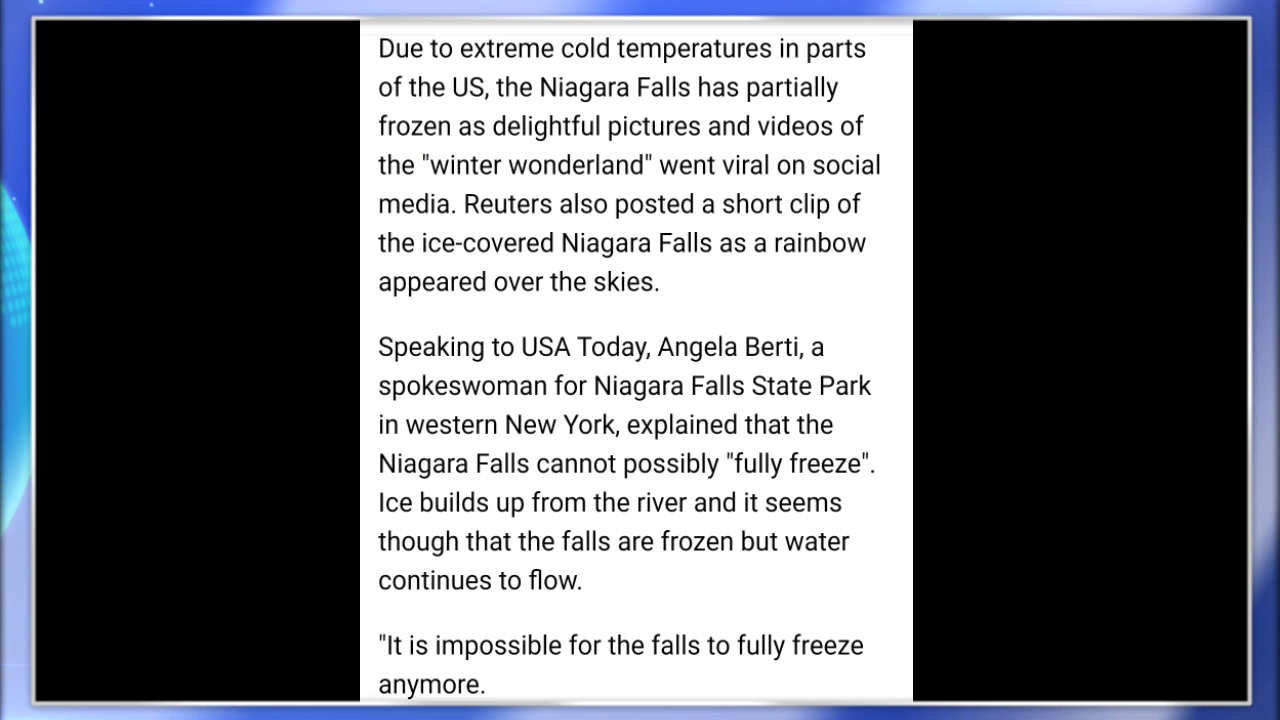 Due to extreme cold temperatures in parts
of the US, the Niagara Falls has partially
frozen as delightful pictures and videos of
the "winter wonderland" went viral on social
media. Reuters also posted a short clip of
the ice-covered Niagara Falls as a rainbow
appeared over the skies.
Speaking to USA Today, Angela Berti, a
spokeswoman for Niagara Falls State Park
in western New York, explained that the
Niagara Falls cannot possibly "fully freeze".
Ice builds up from the river and it seems
though that the falls are frozen but water
continues to flow.
"It is impossible for the falls to fully freeze
anymore.